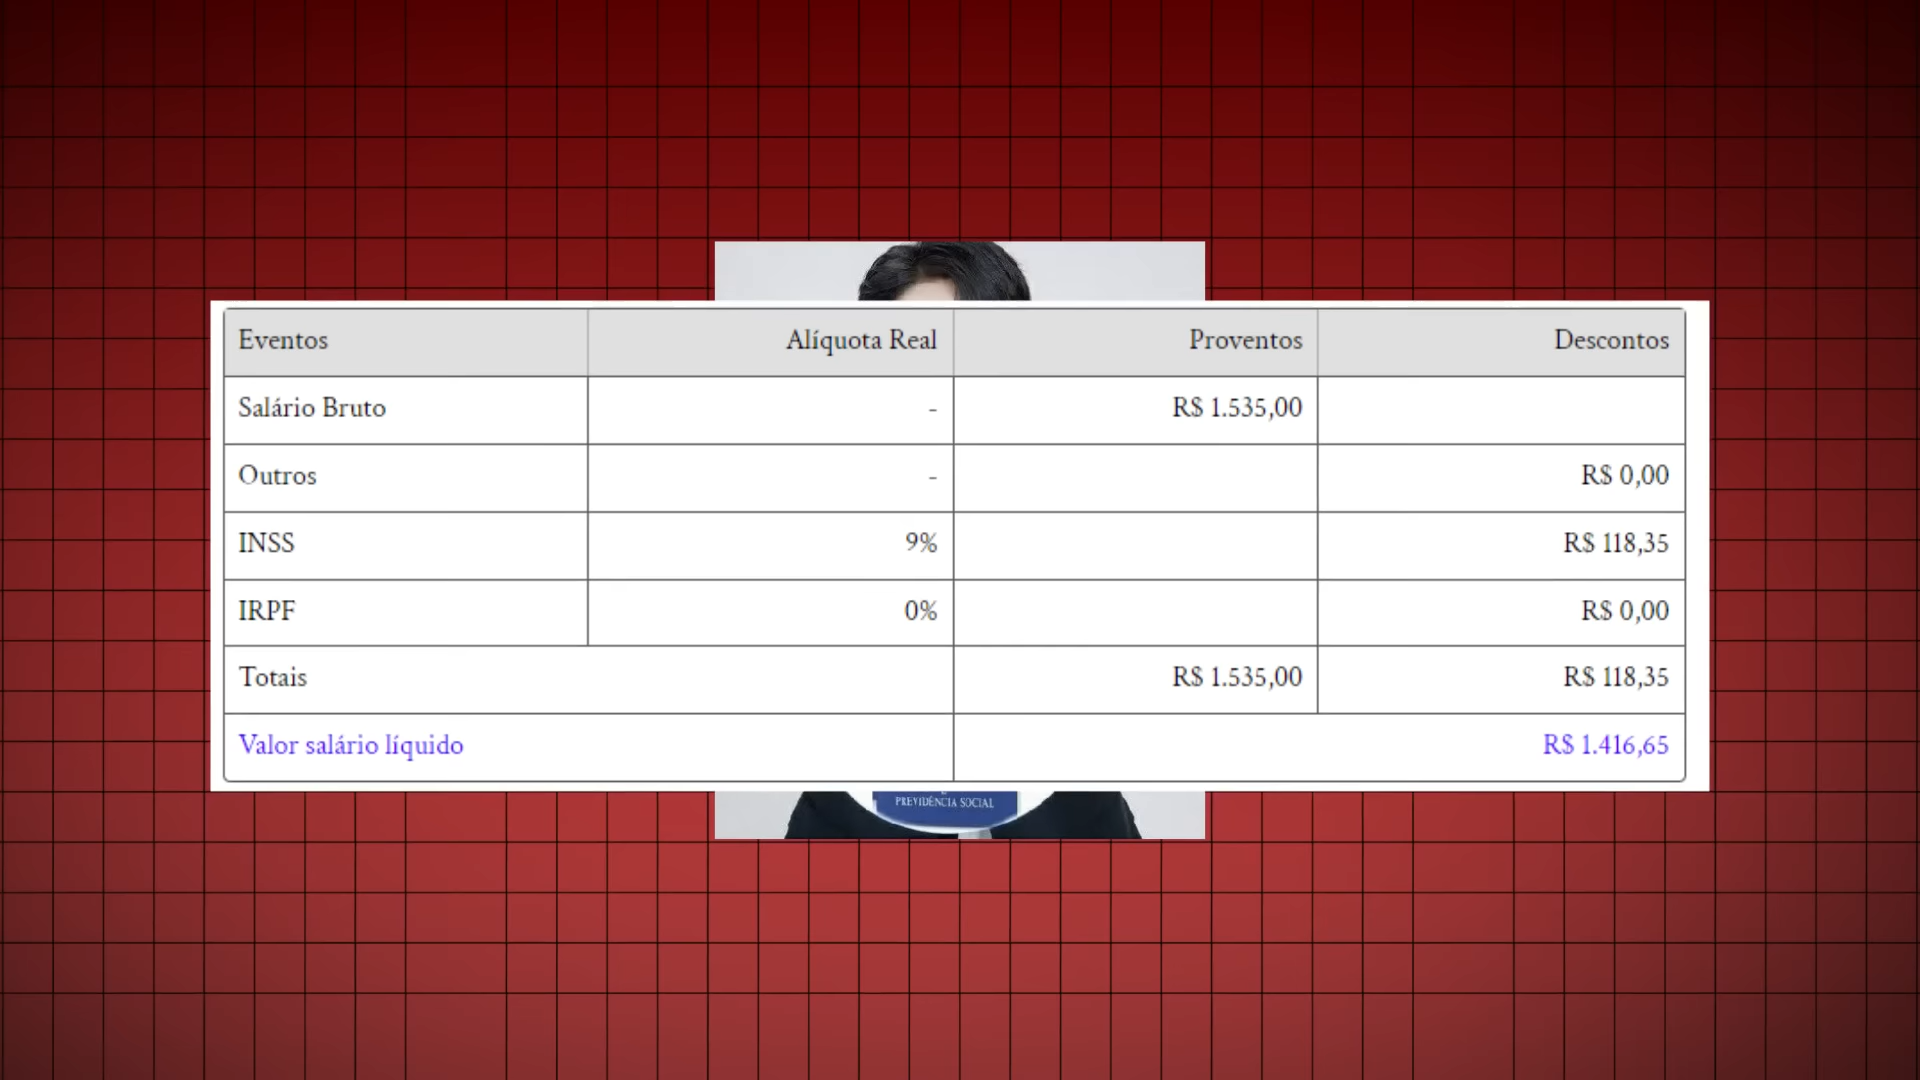 Eventos Alíquota Real Proventos Descontos
Salário Bruto - R$ 1.535,00
Outros - R$ 0,00
INSS 9% R$ 118,35
IRPF 0% R$ 0,00
Totais R$ 1.535,00 R$ 118,35
Valor salário líquido R$ 1.416,65
PREVIDÊNCIA SOCIAL